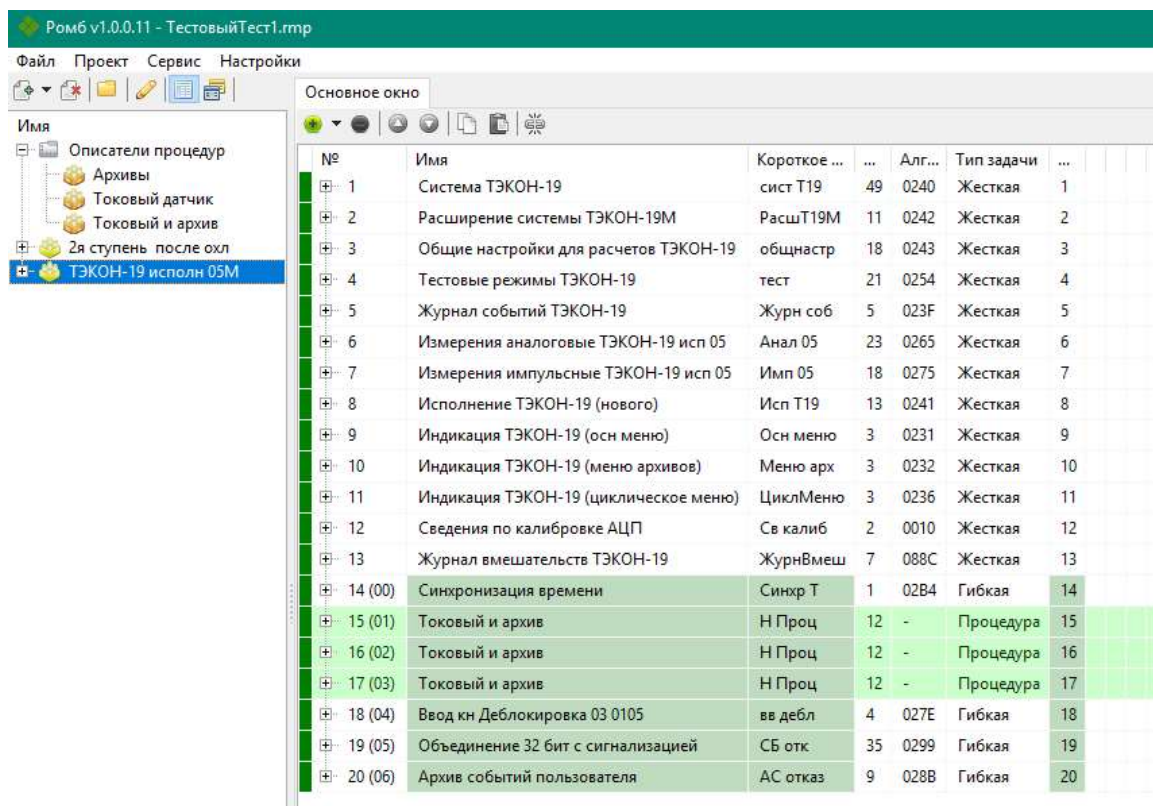 Ромб v1.0.0.11 - ТестовыйТест1.rmp
Файл Проект Сервис Настройки
Основное окно
Имя
Описатели процедур
Архивы
Токовый датчик
Токовый и архив
2я ступень после охл
ТЭКОН-19 исполн 05М
№ Имя Короткое ... ... Алг... Тип задачи ...
1 Система ТЭКОН-19 сист Т19 49 0240 Жесткая 1
2 Расширение системы ТЭКОН-19М РасшТ19М 11 0242 Жесткая 2
3 Общие настройки для расчетов ТЭКОН-19 общнастр 18 0243 Жесткая 3
4 Тестовые режимы ТЭКОН-19 тест 21 0254 Жесткая 4
5 Журнал событий ТЭКОН-19 Журн соб 5 023F Жесткая 5
6 Измерения аналоговые ТЭКОН-19 исп 05 Анал 05 23 0265 Жесткая 6
7 Измерения импульсные ТЭКОН-19 исп 05 Имп 05 18 0275 Жесткая 7
8 Исполнение ТЭКОН-19 (нового) Исп Т19 13 0241 Жесткая 8
9 Индикация ТЭКОН-19 (осн меню) Осн меню 3 0231 Жесткая 9
10 Индикация ТЭКОН-19 (меню архивов) Меню арх 3 0232 Жесткая 10
11 Индикация ТЭКОН-19 (циклическое меню) ЦиклМеню 3 0236 Жесткая 11
12 Сведения по калибровке АЦП Св калиб 2 0010 Жесткая 12
13 Журнал вмешательств ТЭКОН-19 ЖурнВмеш 7 088C Жесткая 13
14 (00) Синхронизация времени Синхр Т 1 02B4 Гибкая 14
15 (01) Токовый и архив Н Проц 12 - Процедура 15
16 (02) Токовый и архив Н Проц 12 - Процедура 16
17 (03) Токовый и архив Н Проц 12 - Процедура 17
18 (04) Ввод кн Деблокировка 03 0105 вв дебл 4 027E Гибкая 18
19 (05) Объединение 32 бит с сигнализацией СБ отк 35 0299 Гибкая 19
20 (06) Архив событий пользователя АС отказ 9 028B Гибкая 20